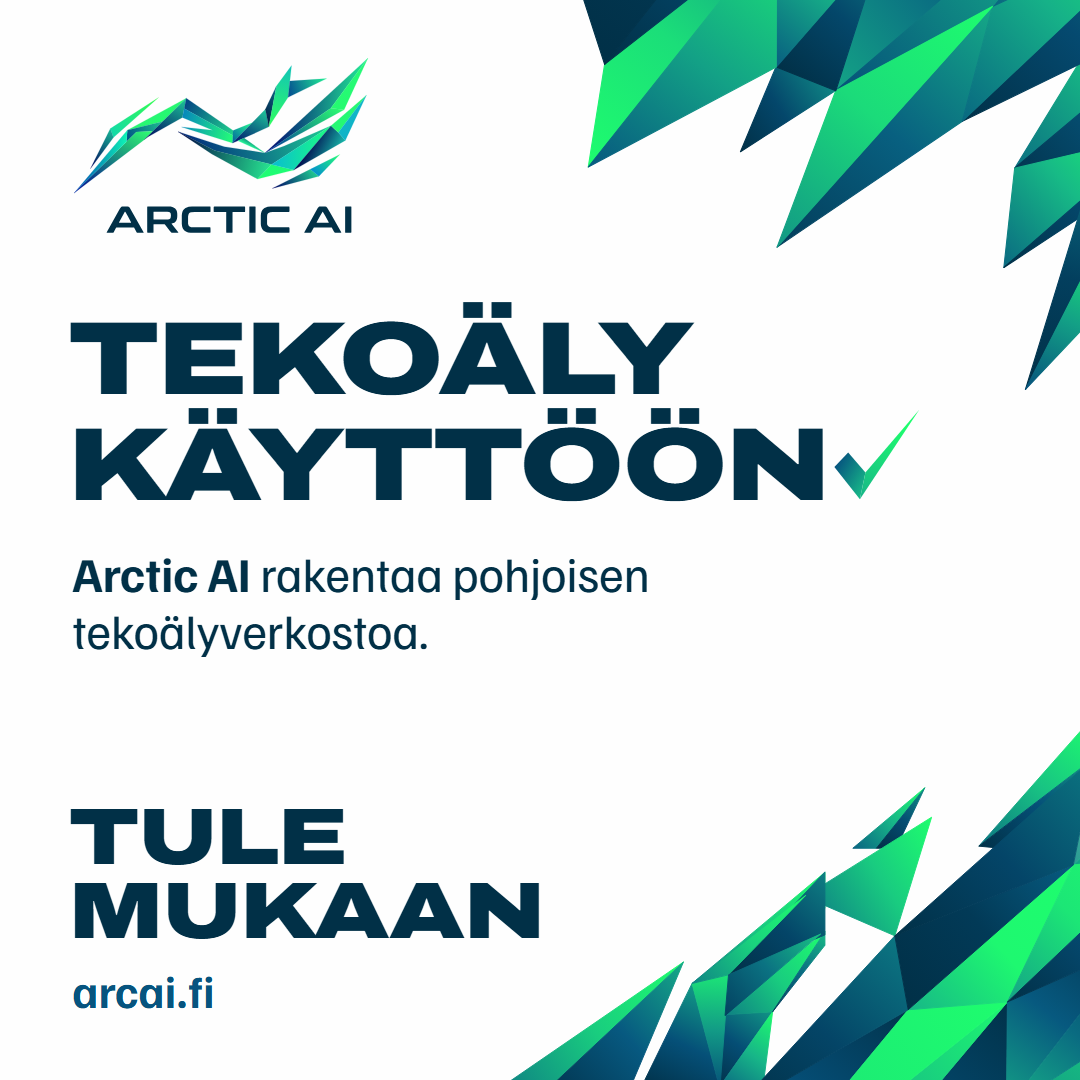 ARCTIC AI
TEKOÄLY
KÄYTTÖÖN
Arctic AI rakentaa pohjoisen
tekoälyverkostoa.
TULE
MUKAAN
arcai.fi